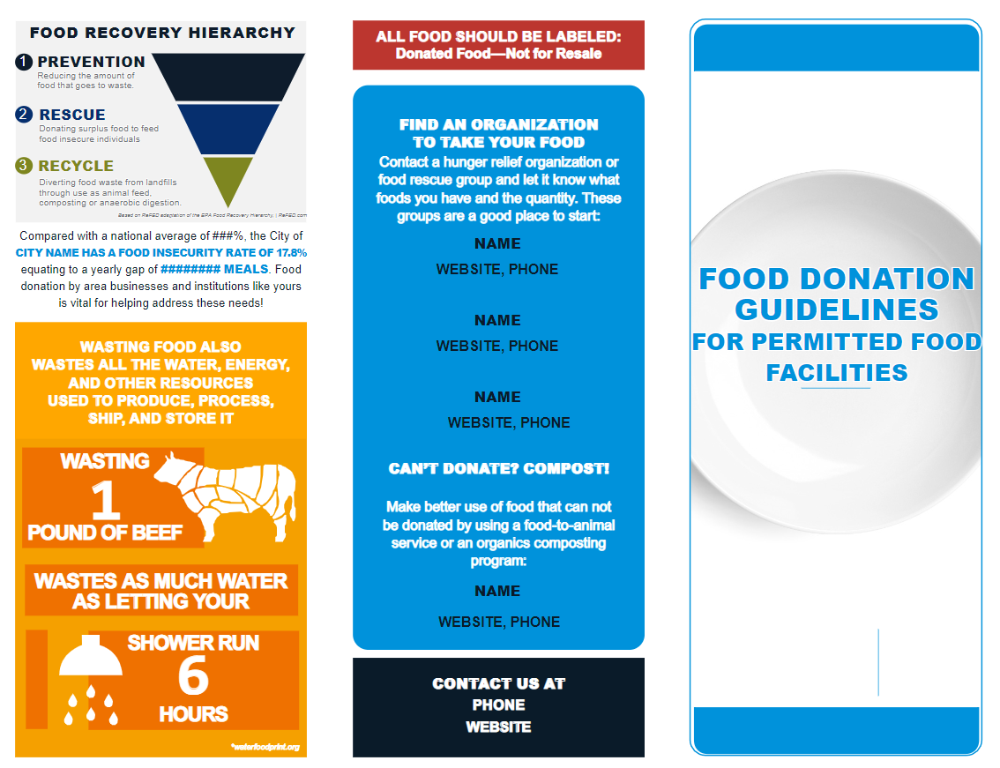 FOOD RECOVERY HIERARCHY
1 PREVENTION
Reducing the amount of
food that goes to waste.
2 RESCUE
Donating surplus food to feed
food insecure individuals
3 RECYCLE
Diverting food waste from landfills
through use as animal feed,
composting or anaerobic digestion.
Based on ReFED adaptation of the EPA Food Recovery Hierarchy, | ReFED.com
Compared with a national average of ###%, the City of
CITY NAME HAS A FOOD INSECURITY RATE OF 17.8%
equating to a yearly gap of ######## MEALS. Food
donation by area businesses and institutions like yours
is vital for helping address these needs!
WASTING FOOD ALSO
WASTES ALL THE WATER, ENERGY,
AND OTHER RESOURCES
USED TO PRODUCE, PROCESS,
SHIP, AND STORE IT
WASTING
1
POUND OF BEEF
WASTES AS MUCH WATER
AS LETTING YOUR
SHOWER RUN
6
HOURS
*waterfoodprint.org
ALL FOOD SHOULD BE LABELED:
Donated Food—Not for Resale
FIND AN ORGANIZATION
TO TAKE YOUR FOOD
Contact a hunger relief organization or
food rescue group and let it know what
foods you have and the quantity. These
groups are a good place to start:
NAME
WEBSITE, PHONE
NAME
WEBSITE, PHONE
NAME
WEBSITE, PHONE
CAN'T DONATE? COMPOST!
Make better use of food that can not
be donated by using a food-to-animal
service or an organics composting
program:
NAME
WEBSITE, PHONE
CONTACT US AT
PHONE
WEBSITE
FOOD DONATION
GUIDELINES
FOR PERMITTED FOOD
FACILITIES